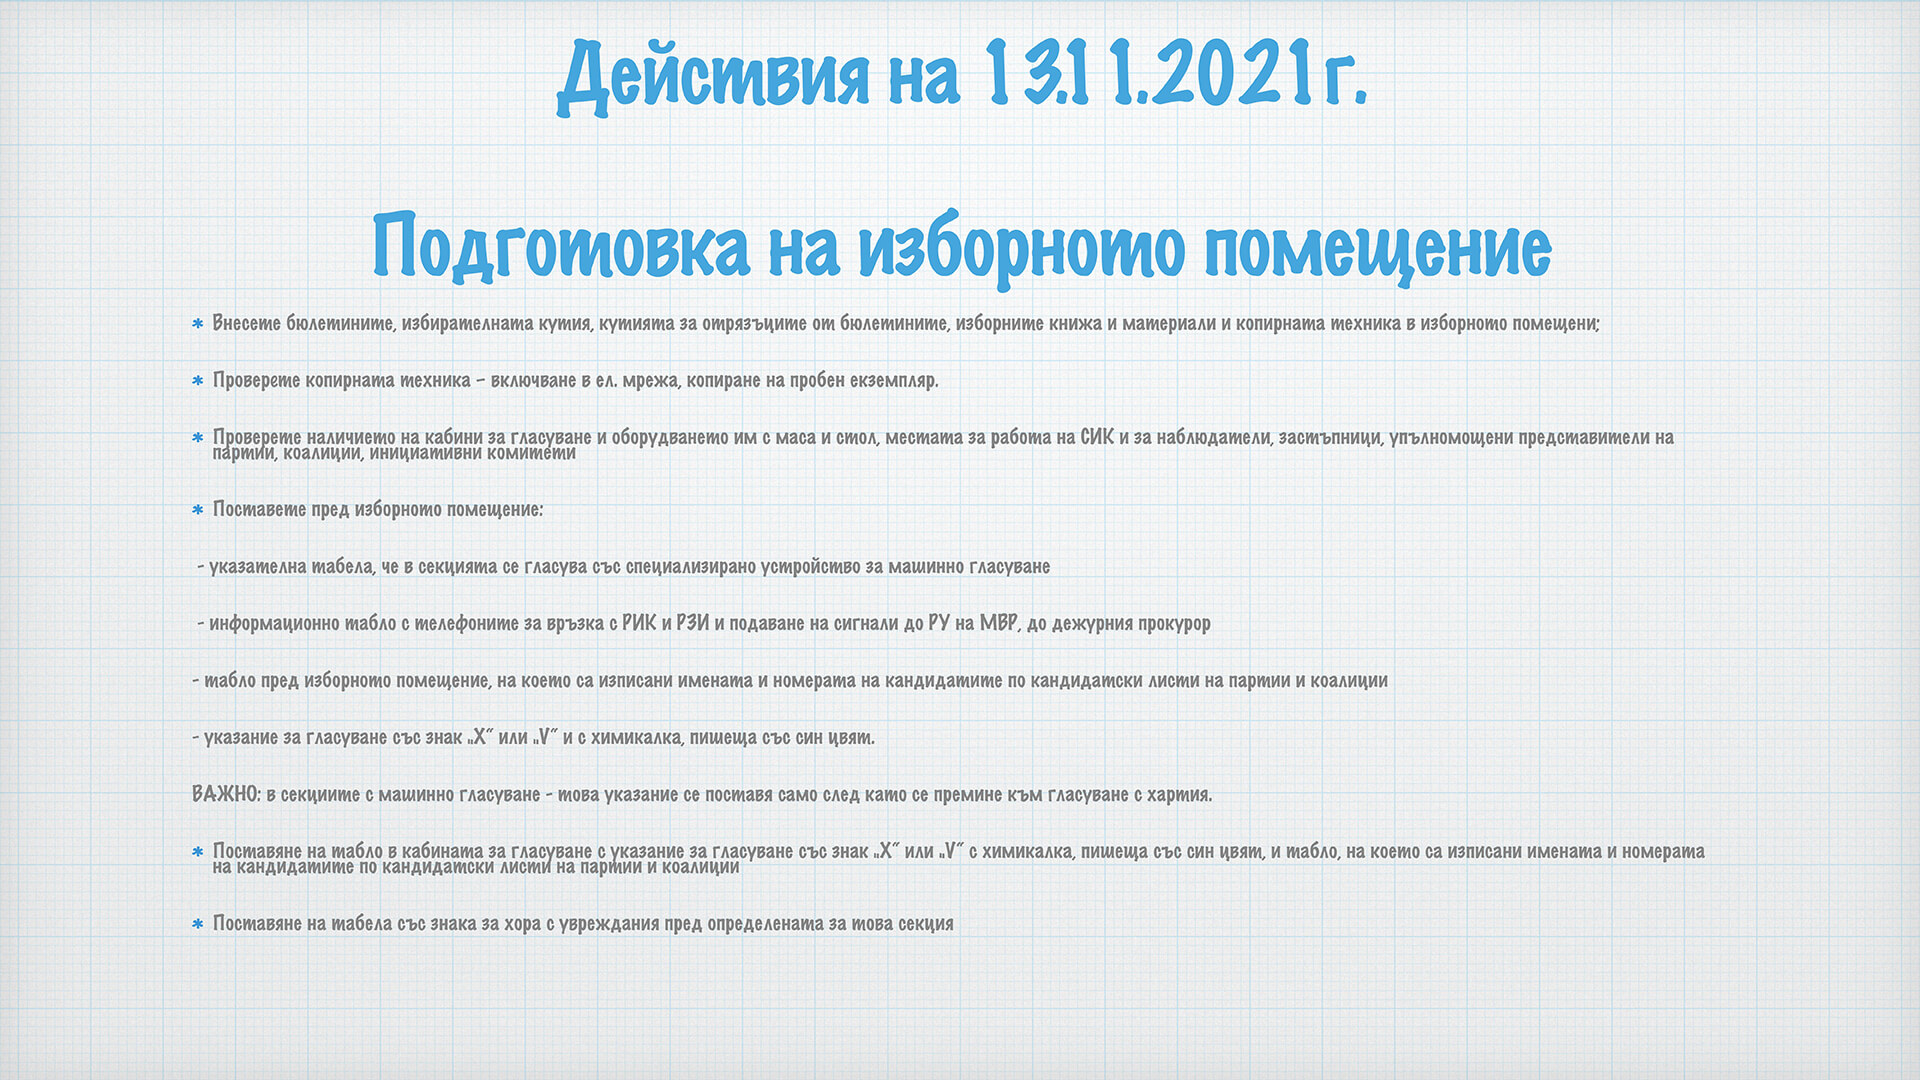 Действия на 13.11.2021г.
Подготовка на изборното помещение
* Внесете бюлетините, избирателната кутия, кутията за отрязъците от бюлетините, изборните книжа и материали и копирната техника в изборното помещени;
* Проверете копирната техника – включване в ел. мрежа, копиране на пробен екземпляр.
* Проверете наличието на кабини за гласуване и оборудването им с маса и стол, местата за работа на СИК и за наблюдатели, застъпници, упълномощени представители на
партии, коалиции, инициативни комитети
* Поставете пред изборното помещение:
- указателна табела, че в секцията се гласува със специализирано устройство за машинно гласуване
- информационно табло с телефоните за връзка с РИК и РЗИ и подаване на сигнали до РУ на МВР, до дежурния прокурор
- табло пред изборното помещение, на което са изписани имената и номерата на кандидатите по кандидатски листи на партии и коалиции
- указание за гласуване със знак „X“ или „V“ и с химикалка, пишеща със син цвят.
ВАЖНО: в секциите с машинно гласуване - това указание се поставя само след като се премине към гласуване с хартия.
* Поставяне на табло в кабината за гласуване с указание за гласуване със знак „X“ или „V“ с химикалка, пишеща със син цвят, и табло, на което са изписани имената и номерата
на кандидатите по кандидатски листи на партии и коалиции
* Поставяне на табела със знака за хора с увреждания пред определената за това секция